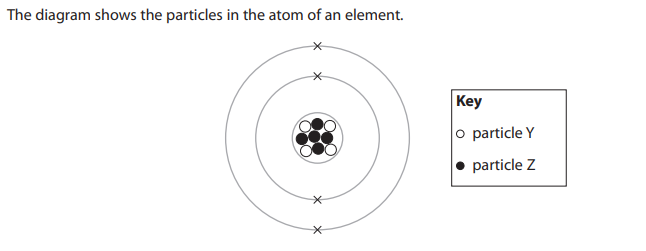 The diagram shows the particles in the atom of an element.
Key
particle Y
particle Z